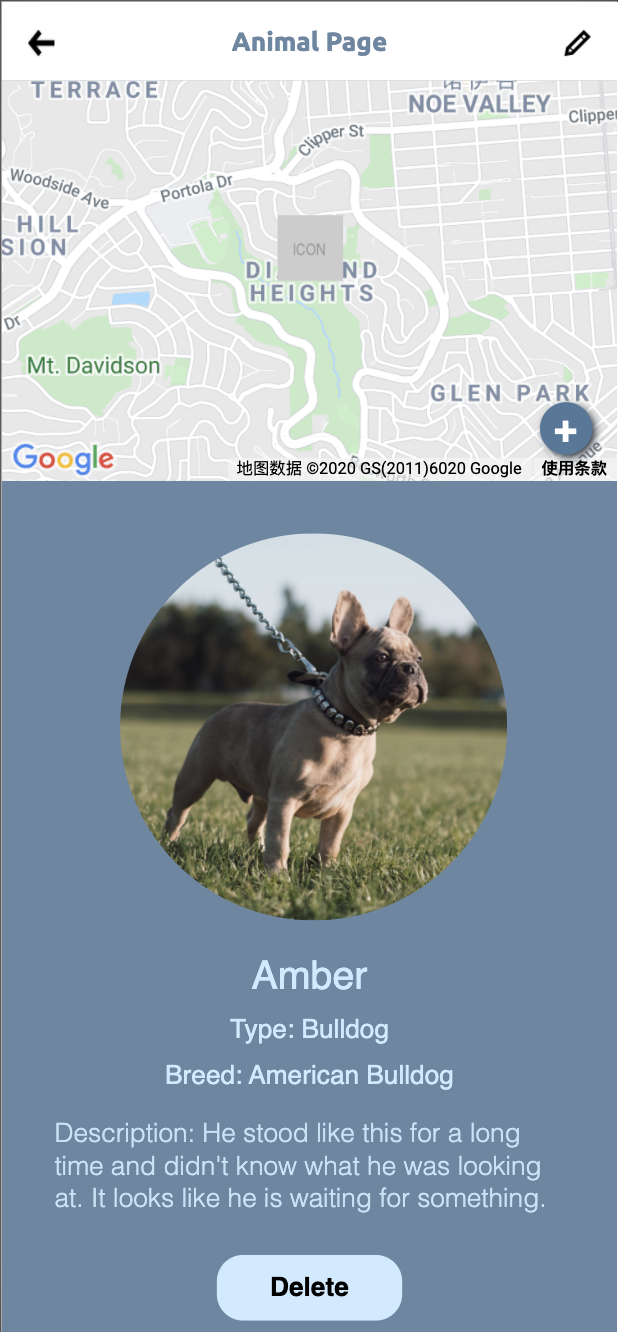 Animal Page
TERRACE
NOE VALLEY
Clipper St
Clipper
Woodside Ave
Portola Dr
HILL
SION
ICON
DI ND
HEIGHTS
Dr
Mt. Davidson
GLEN PARK
Google
地图数据 ©2020 GS(2011)6020 Google
使用条款
Amber
Type: Bulldog
Breed: American Bulldog
Description: He stood like this for a long
time and didn't know what he was looking
at. It looks like he is waiting for something.
Delete